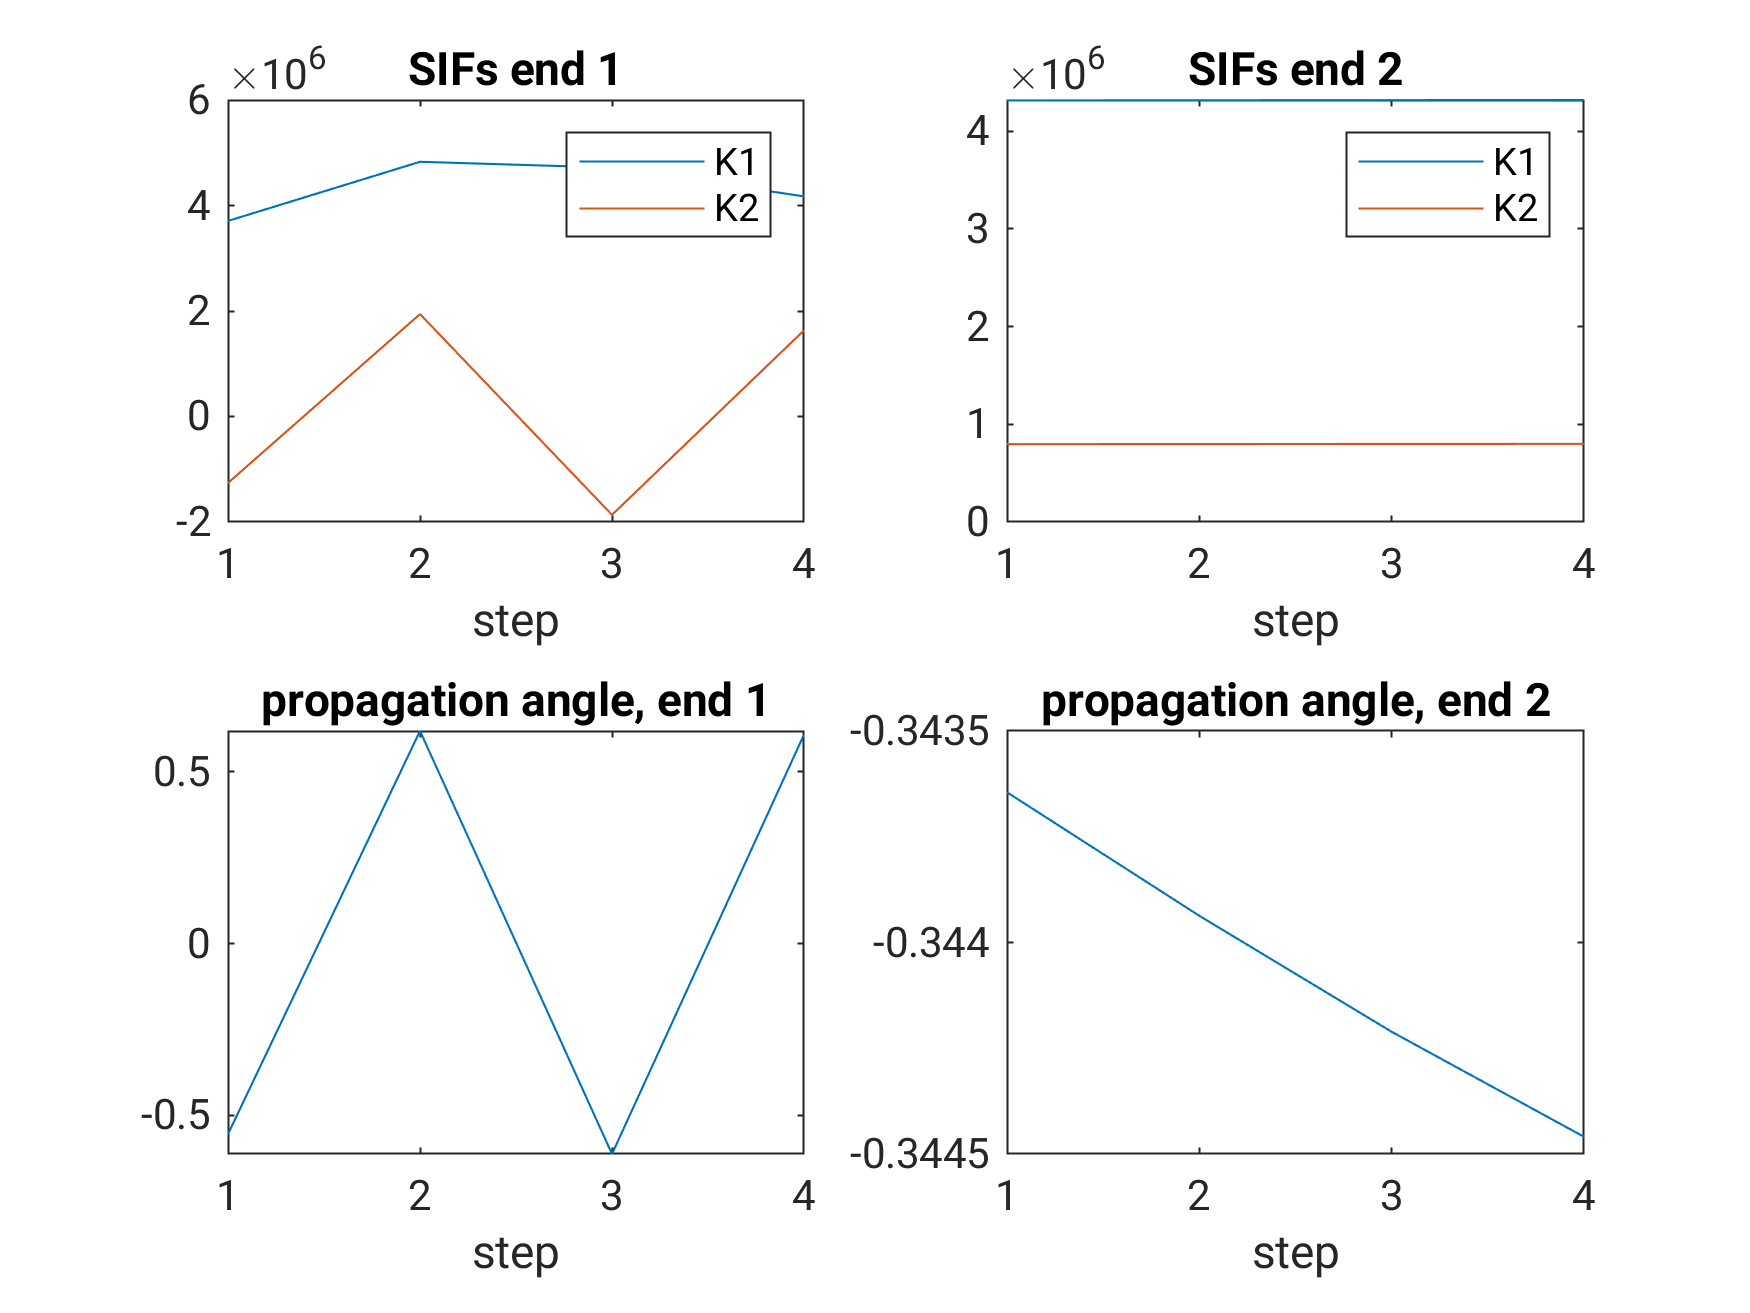 ×10^6 SIFs end 1
6
4
2
0
-2
K1
K2
1 2 3 4
step
×10^6 SIFs end 2
4
3
2
1
0
K1
K2
1 2 3 4
step
propagation angle, end 1
0.5
0
-0.5
1 2 3 4
step
propagation angle, end 2
-0.3435
-0.344
-0.3445
1 2 3 4
step